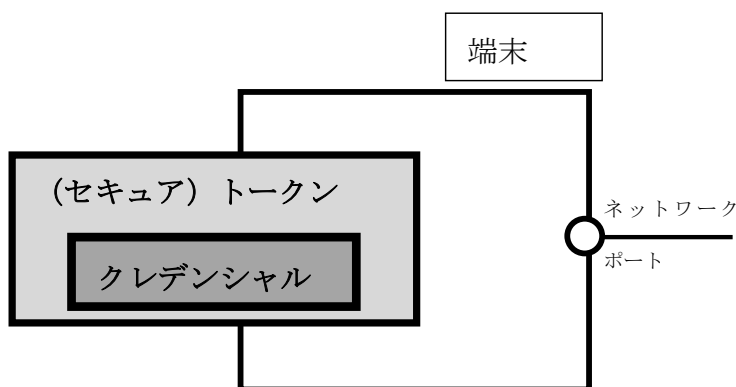 端末
（セキュア）トークン
クレデンシャル
ネットワーク
ポート